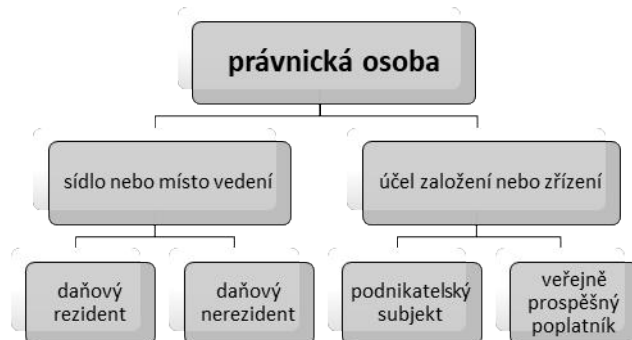 právnická osoba
sídlo nebo místo vedení
účel založení nebo zřízení
daňový
rezident
daňový
nerezident
podnikatelský
subjekt
veřejně
prospěšný
poplatník